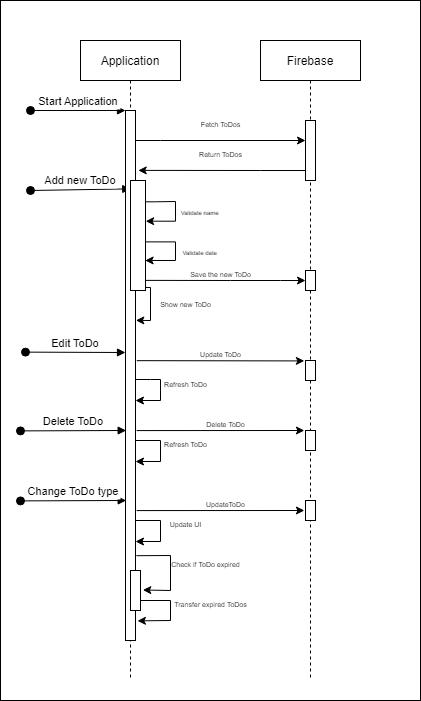 Application
Firebase
Start Application
Fetch ToDos
Return ToDos
Add new ToDo
Validate name
Validate date
Save the new ToDo
Show new ToDo
Edit ToDo
Update ToDo
Refresh ToDo
Delete ToDo
Delete ToDo
Refresh ToDo
Change ToDo type
UpdateToDo
Update UI
Check if ToDo expired
Transfer expired ToDos